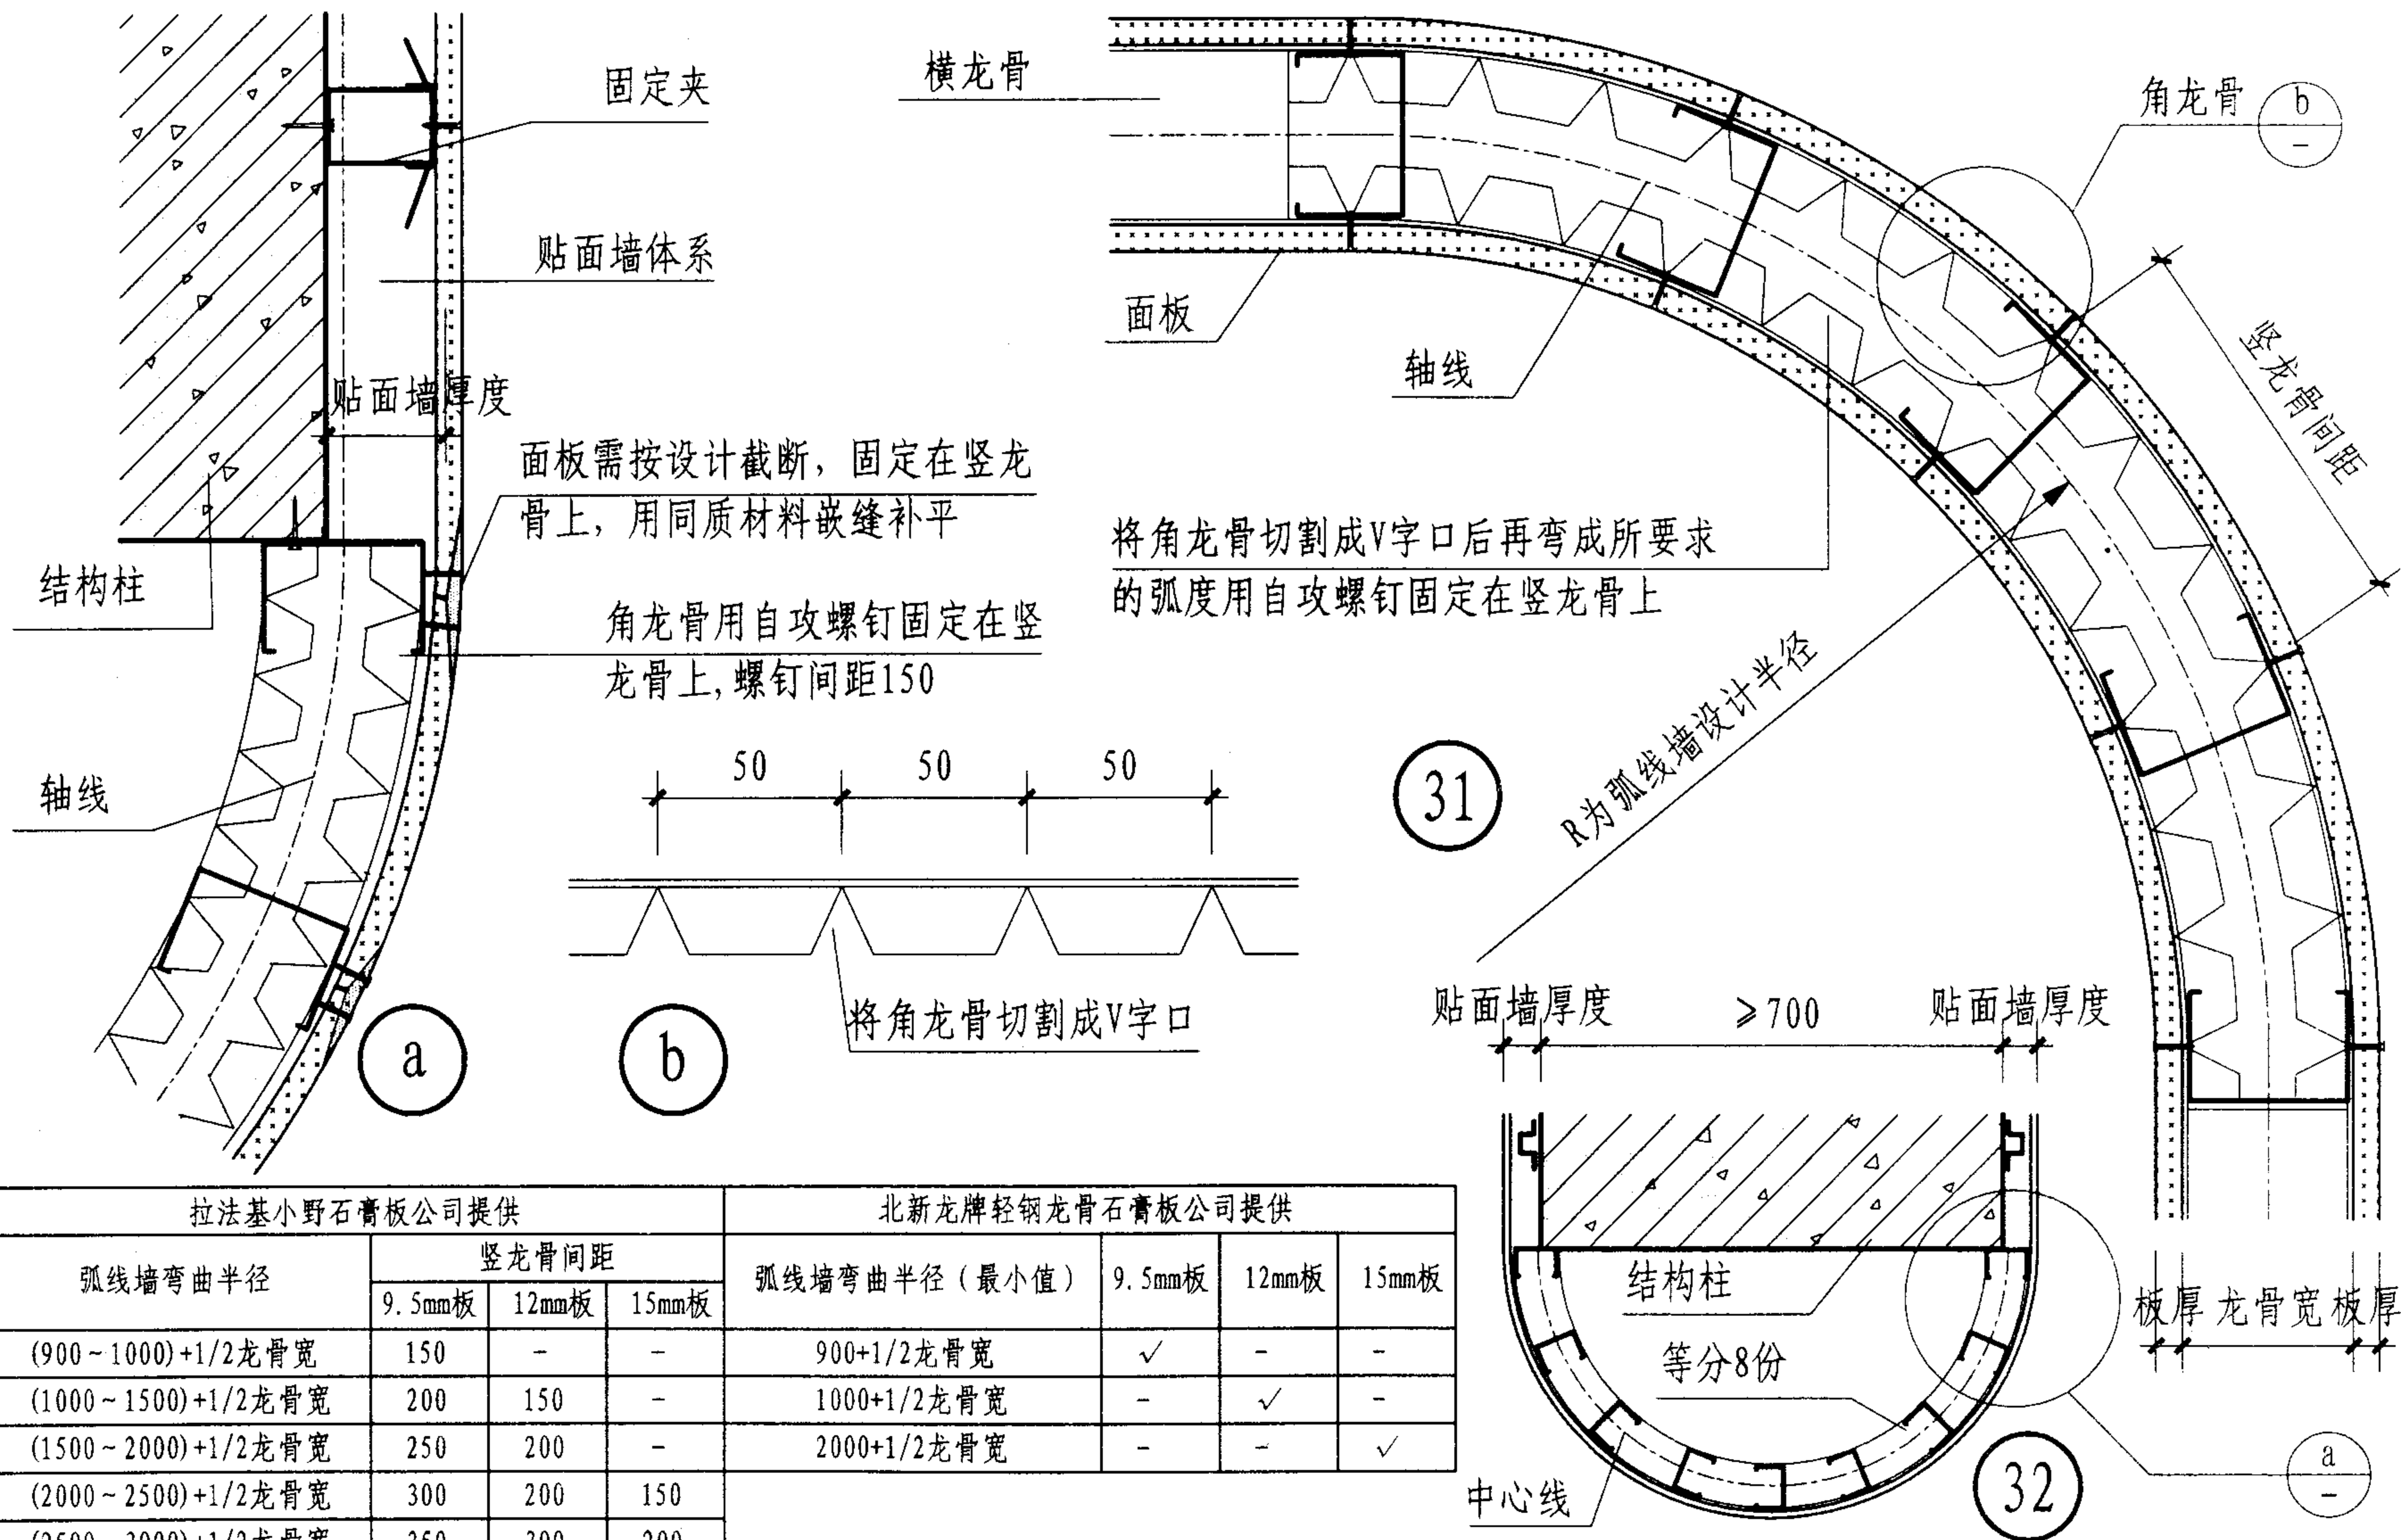 固定夹
贴面墙体系
贴面墙厚度
面板需按设计截断，固定在竖龙
骨上，用同质材料嵌缝补平
结构柱
角龙骨用自攻螺钉固定在竖
龙骨上,螺钉间距150
轴线
a
50 50 50
将角龙骨切割成V字口
b
横龙骨
角龙骨
b
-
面板
轴线
竖龙骨间距
将角龙骨切割成V字口后再弯成所要求
的弧度用自攻螺钉固定在竖龙骨上
R为弧线墙设计半径
31
贴面墙厚度 ≥700 贴面墙厚度
结构柱
等分8份
中心线
32
板厚 龙骨宽 板厚
a
-
拉法基小野石膏板公司提供 北新龙牌轻钢龙骨石膏板公司提供
弧线墙弯曲半径 竖龙骨间距 弧线墙弯曲半径（最小值） 9.5mm板 12mm板 15mm板
9.5mm板 12mm板 15mm板
(900~1000)+1/2龙骨宽 150 - - 900+1/2龙骨宽 √ - -
(1000~1500)+1/2龙骨宽 200 150 - 1000+1/2龙骨宽 - √ -
(1500~2000)+1/2龙骨宽 250 200 - 2000+1/2龙骨宽 - - √
(2000~2500)+1/2龙骨宽 300 200 150